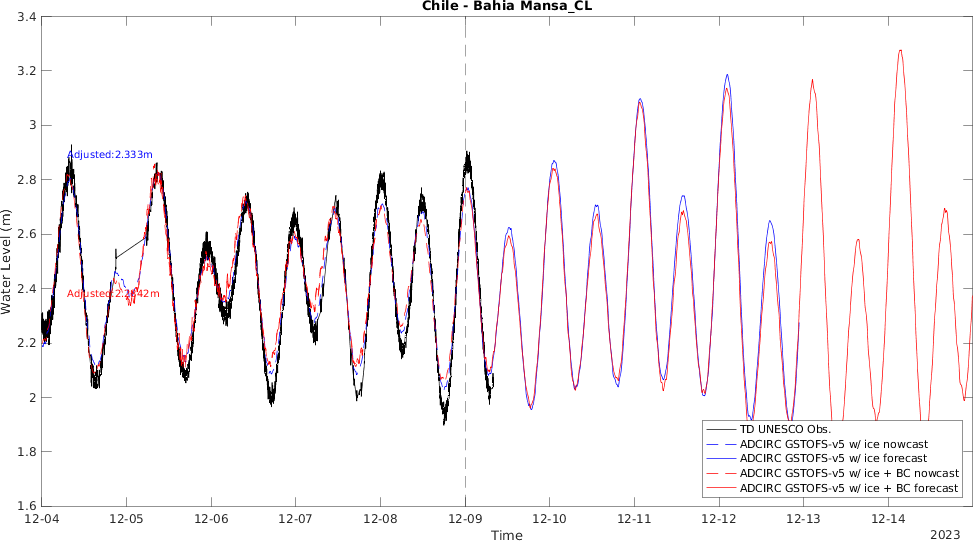 Chile - Bahia Mansa_CL
3.4
3.2
3
2.8
2.6
2.4
2.2
2
1.8
1.6
Water Level (m)
Adjusted:2.333m
TD UNESCO Obs.
ADCIRC GSTOFS-v5 w/ ice nowcast
ADCIRC GSTOFS-v5 w/ ice forecast
ADCIRC GSTOFS-v5 w/ ice + BC nowcast
ADCIRC GSTOFS-v5 w/ ice + BC forecast
12-04 12-05 12-06 12-07 12-08 12-09 12-10 12-11 12-12 12-13 12-14
Time
2023